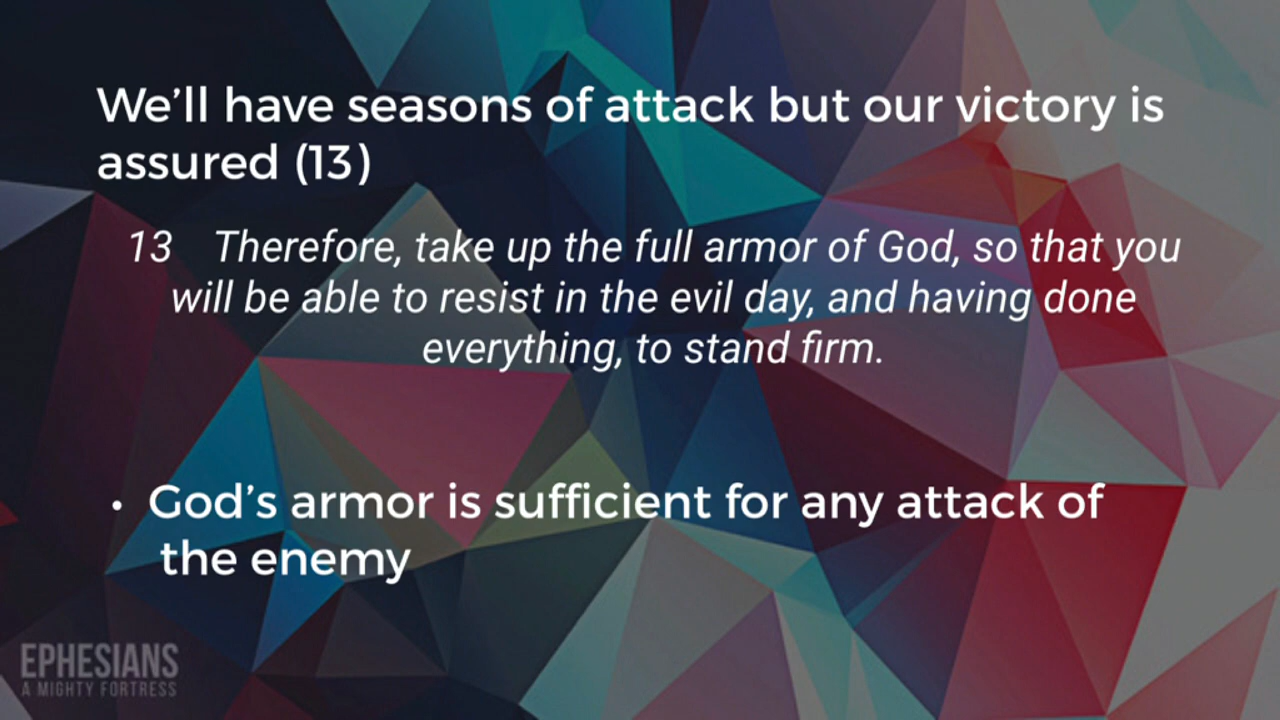 We’ll have seasons of attack but our victory is
assured (13)
13 Therefore, take up the full armor of God, so that you
will be able to resist in the evil day, and having done
everything, to stand firm.
• God’s armor is sufficient for any attack of
the enemy
EPHESIANS
A MIGHTY FORTRESS